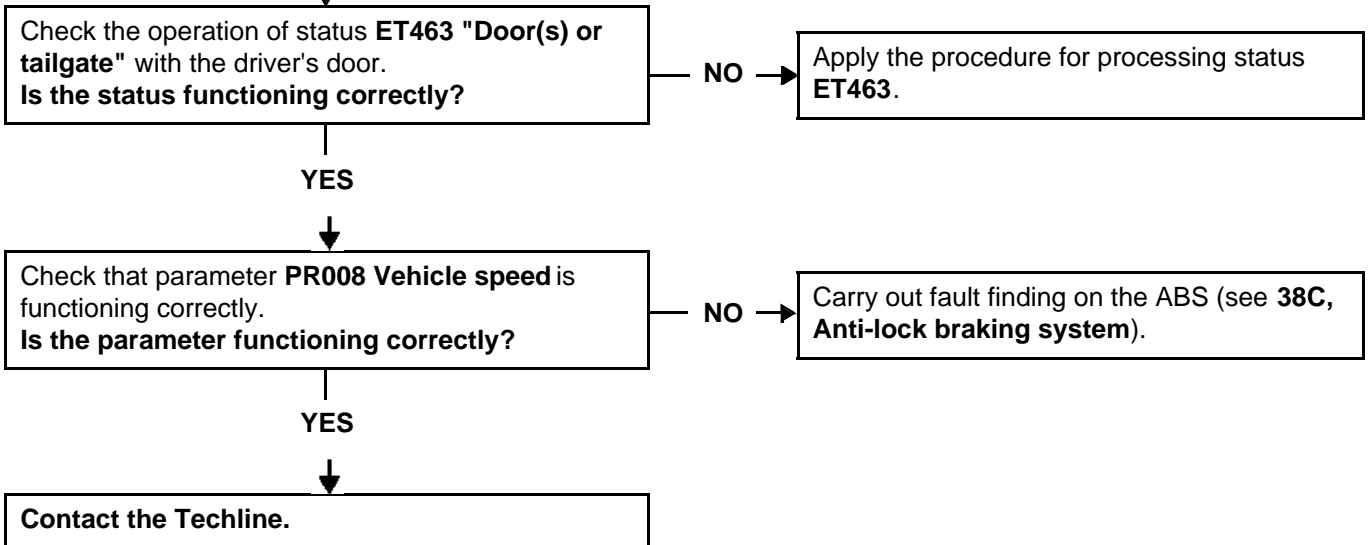 Check the operation of status ET463 "Door(s) or
tailgate" with the driver's door.
Is the status functioning correctly?
NO
Apply the procedure for processing status
ET463.
YES
Check that parameter PR008 Vehicle speed is
functioning correctly.
Is the parameter functioning correctly?
NO
Carry out fault finding on the ABS (see 38C,
Anti-lock braking system).
YES
Contact the Techline.